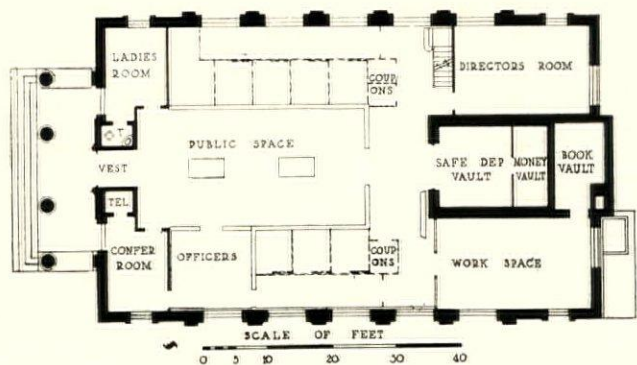 LADIES
ROOM
COUP
ONS
DIRECTORS ROOM
T.
PUBLIC SPACE
VEST
SAFE DEP
VAULT
MONEY
VAULT
BOOK
VAULT
TEL
CONFER
ROOM
OFFICERS
COUP
ONS
WORK SPACE
SCALE OF FEET
0 5 10 20 30 40